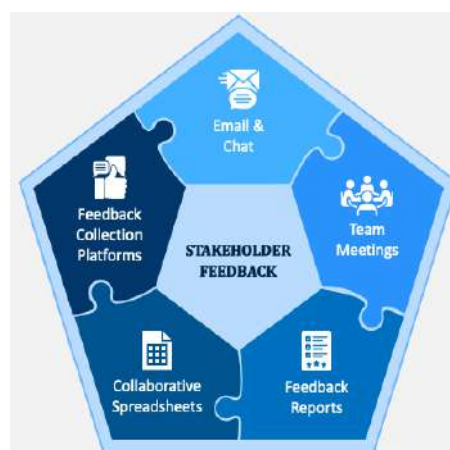 Email &
Chat
Feedback
Collection
Platforms
STAKEHOLDER
FEEDBACK
Team
Meetings
Collaborative
Spreadsheets
Feedback
Reports